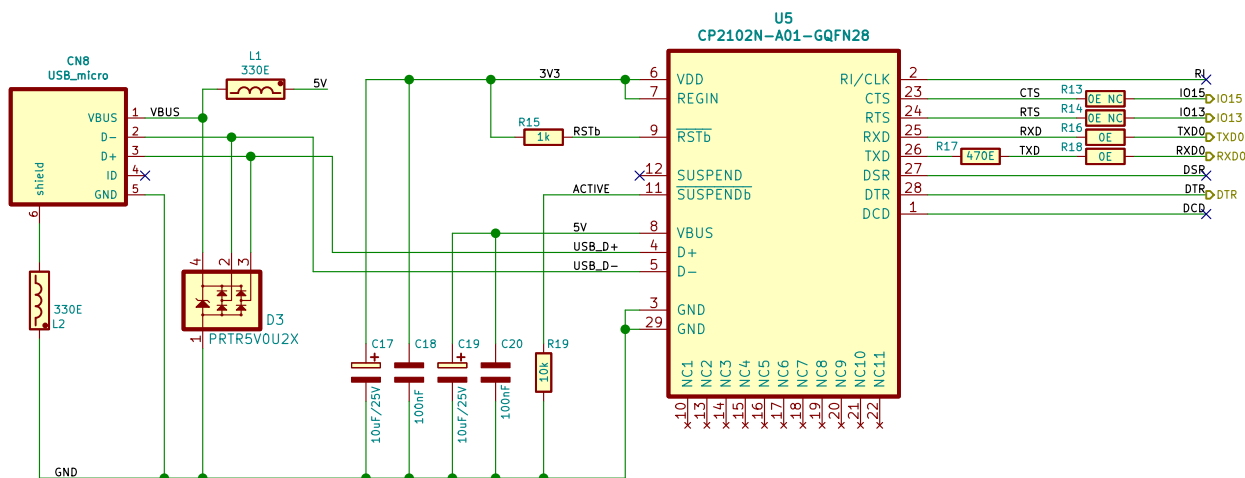 U5
CP2102N-A01-GQFN28
CN8
USB_micro
VBUS 1 VBUS
D- 2
D+ 3
ID 4
GND 5
shield
6
L1
330E
5V
330E
L2
4 2 3
1
D3
PRTR5V0U2X
3V3
R15
1k
RSTb
ACTIVE
5V
USB_D+
USB_D-
C17
10uF/25V
C18
100nF
C19
10uF/25V
C20
100nF
R19
10k
GND
6 VDD
7 REGIN
9 RSTb
12 SUSPEND
11 SUSPENDb
8 VBUS
4 D+
5 D-
3 GND
29 GND
NC1 NC2 NC3 NC4 NC5 NC6 NC7 NC8 NC9 NC10 NC11
10 13 14 15 16 17 18 19 20 21 22
RI/CLK 2 RI
CTS 23 CTS R13 0E NC IO15 IO15
RTS 24 RTS R14 0E NC IO13 IO13
RXD 25 RXD R16 0E TXD0 TXD0
TXD 26 R17 470E TXD R18 0E RXD0 RXD0
DSR 27 DSR
DTR 28 DTR DTR
DCD 1 DCD